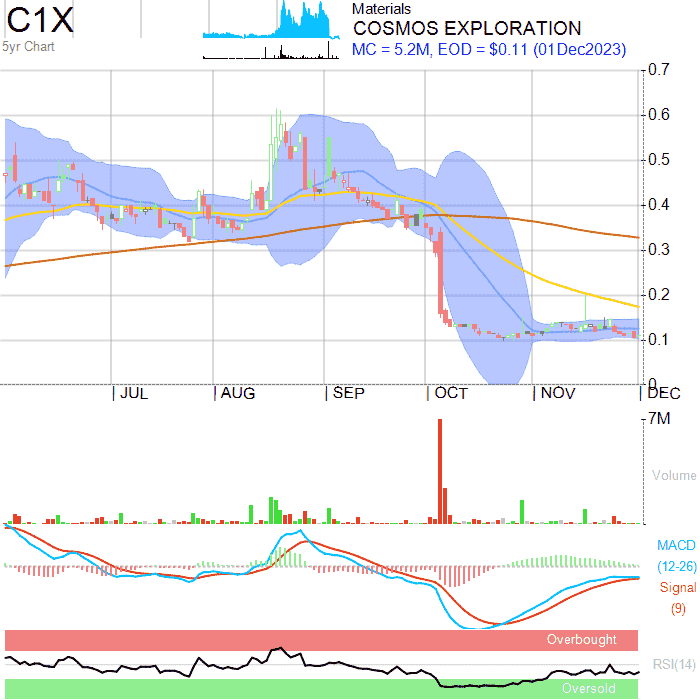 C1X
5yr Chart
Materials
COSMOS EXPLORATION
MC = 5.2M, EOD = $0.11 (01Dec2023)
0.7
0.6
0.5
0.4
0.3
0.2
0.1
0
JUL AUG SEP OCT NOV DEC
7M
Volume
MACD
(12-26)
Signal
(9)
Overbought
RSI(14)
Oversold